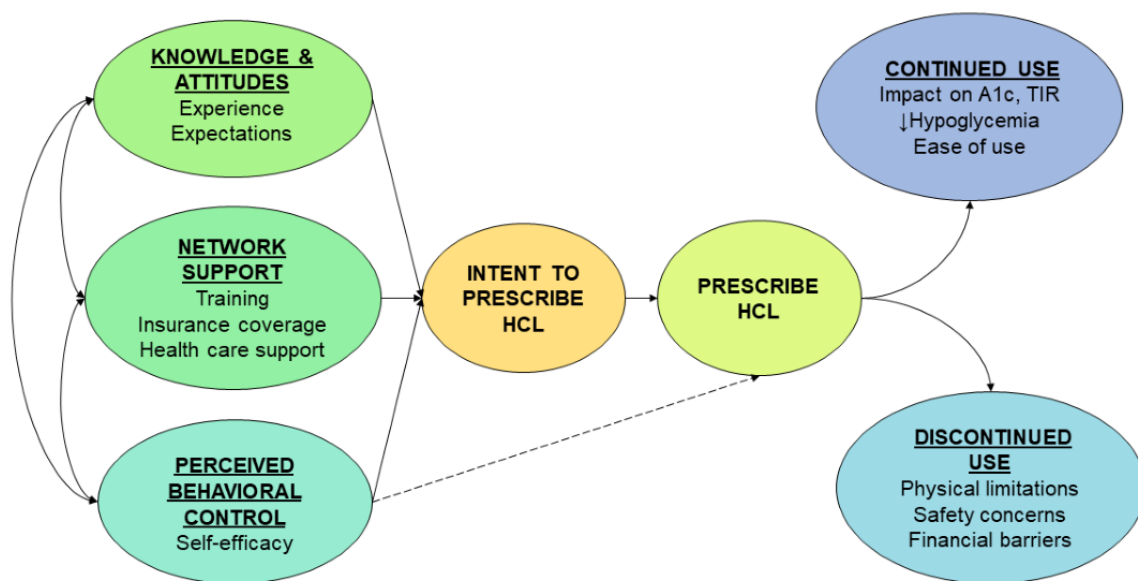 KNOWLEDGE &
ATTITUDES
Experience
Expectations
NETWORK
SUPPORT
Training
Insurance coverage
Health care support
PERCEIVED
BEHAVIORAL
CONTROL
Self-efficacy
INTENT TO
PRESCRIBE
HCL
PRESCRIBE
HCL
CONTINUED USE
Impact on A1c, TIR
↓Hypoglycemia
Ease of use
DISCONTINUED
USE
Physical limitations
Safety concerns
Financial barriers